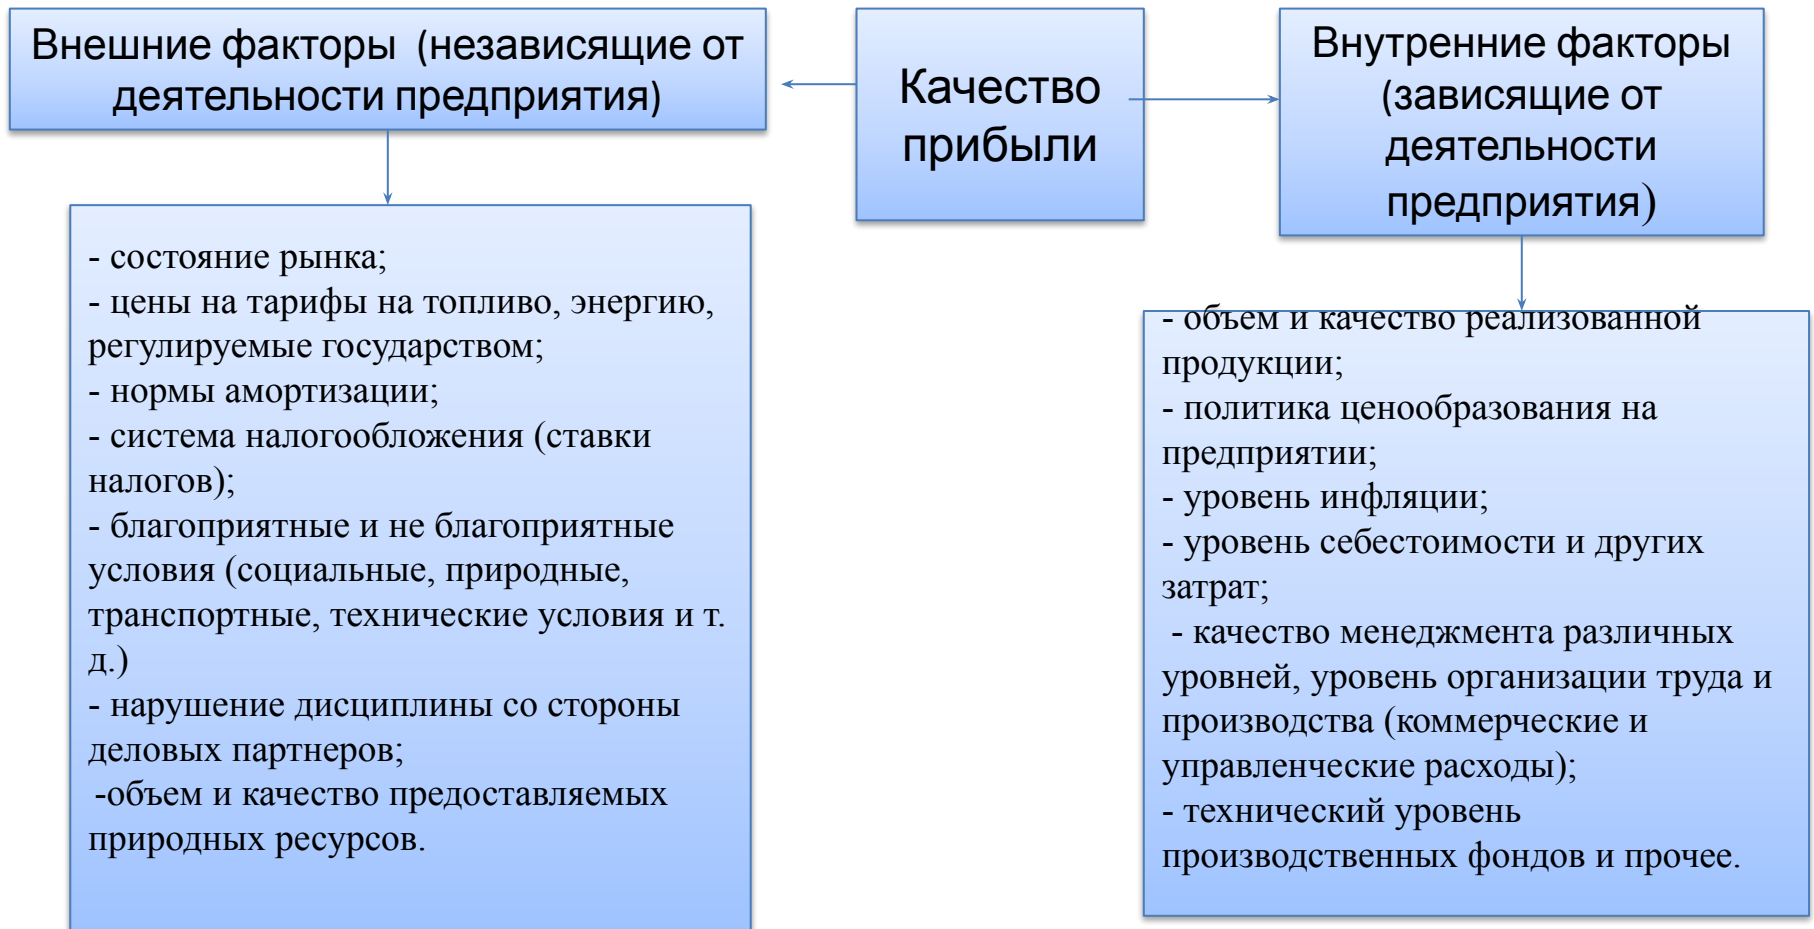 Внешние факторы (независящие от
деятельности предприятия)
Качество
прибыли
Внутренние факторы
(зависящие от
деятельности
предприятия)
- состояние рынка;
- цены на тарифы на топливо, энергию,
регулируемые государством;
- нормы амортизации;
- система налогообложения (ставки
налогов);
- благоприятные и не благоприятные
условия (социальные, природные,
транспортные, технические условия и т.
д.)
- нарушение дисциплины со стороны
деловых партнеров;
-объем и качество предоставляемых
природных ресурсов.
- объем и качество реализованной
продукции;
- политика ценообразования на
предприятии;
- уровень инфляции;
- уровень себестоимости и других
затрат;
- качество менеджмента различных
уровней, уровень организации труда и
производства (коммерческие и
управленческие расходы);
- технический уровень
производственных фондов и прочее.